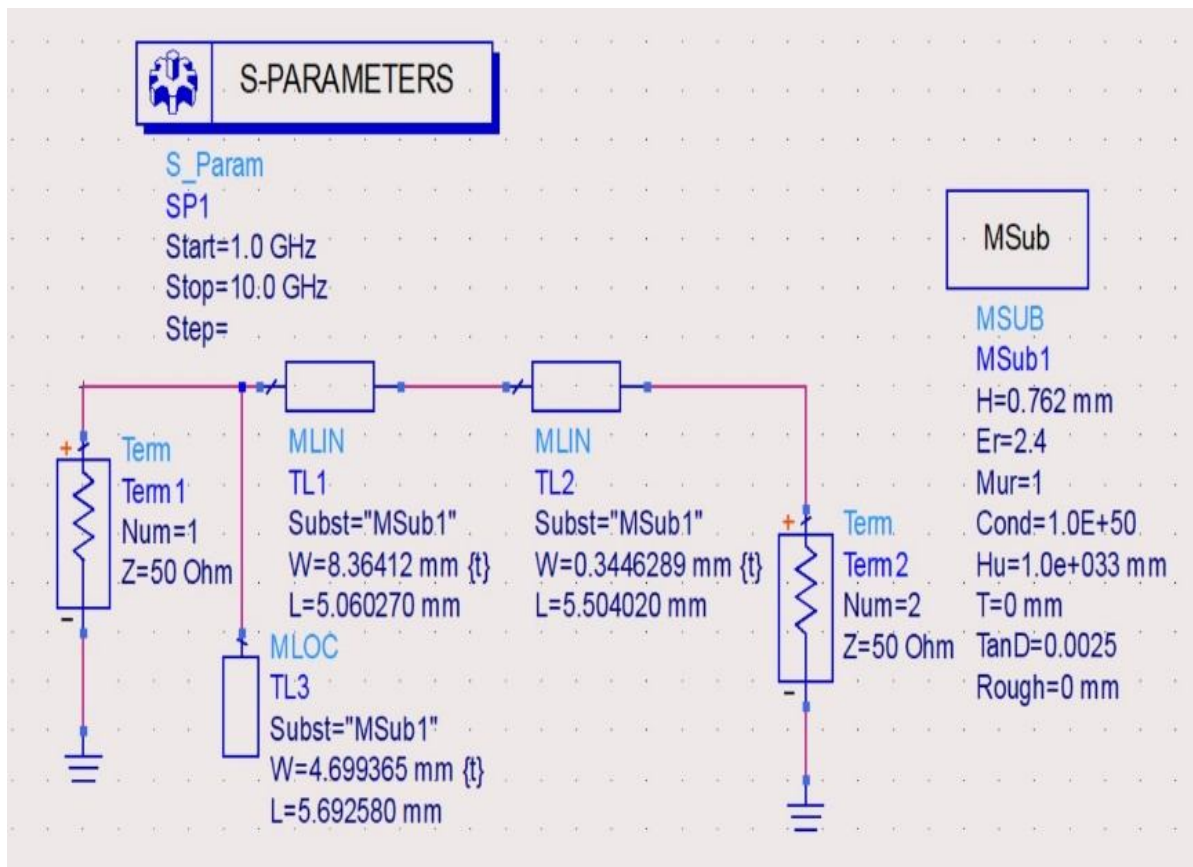 S-PARAMETERS
S_Param
SP1
Start=1.0 GHz
Stop=10.0 GHz
Step=
MSub
MSUB
MSub1
H=0.762 mm
Er=2.4
Mur=1
Cond=1.0E+50
Hu=1.0e+033 mm
T=0 mm
TanD=0.0025
Rough=0 mm
+
Term
Term1
Num=1
Z=50 Ohm
-
MLIN
TL1
Subst="MSub1"
W=8.36412 mm {t}
L=5.060270 mm
MLIN
TL2
Subst="MSub1"
W=0.3446289 mm {t}
L=5.504020 mm
+
Term
Term2
Num=2
Z=50 Ohm
-
MLOC
TL3
Subst="MSub1"
W=4.699365 mm {t}
L=5.692580 mm